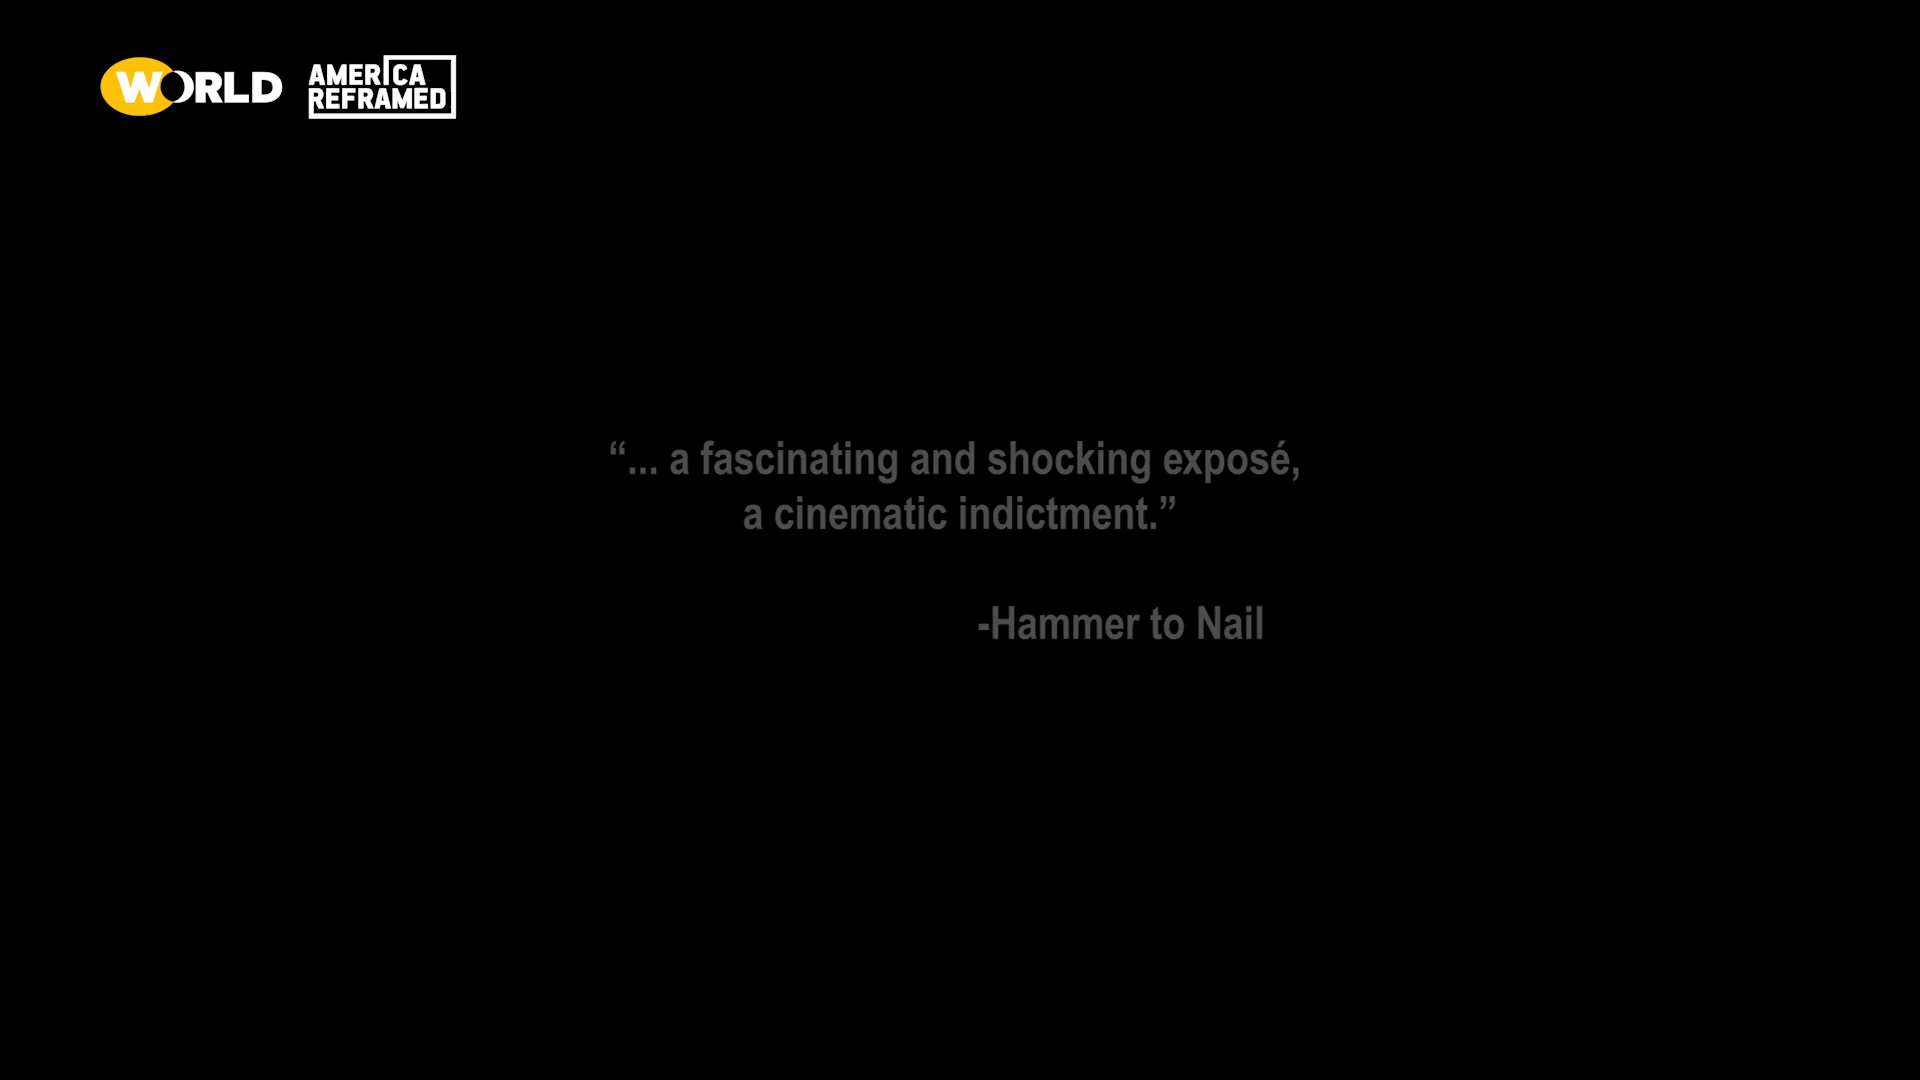 WORLD
AMERICA
REFRAMED
“... a fascinating and shocking exposé,
a cinematic indictment.”
-Hammer to Nail